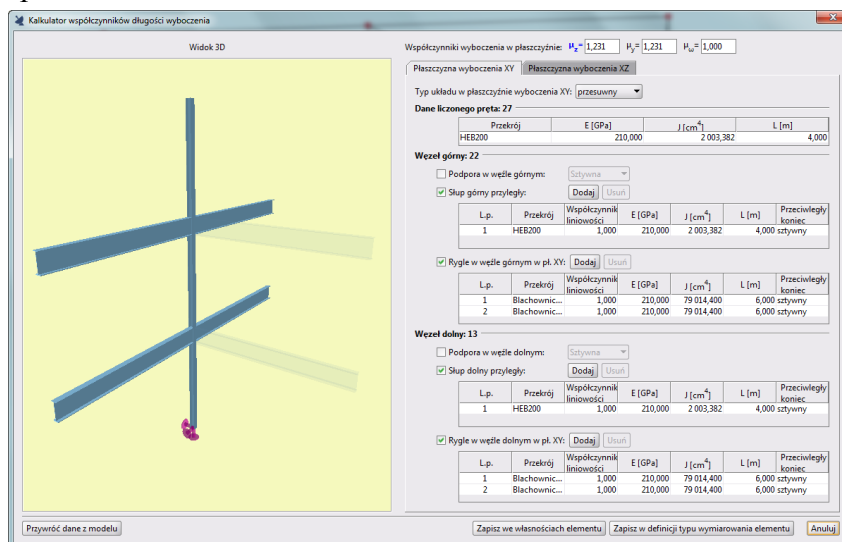 Kalkulator współczynników długości wyboczenia
Widok 3D
Współczynniki wyboczenia w płaszczyźnie: μz= 1,231 μy= 1,231 μω= 1,000
Płaszczyzna wyboczenia XY Płaszczyzna wyboczenia XZ
Typ układu w płaszczyźnie wyboczenia XY: przesuwny
Dane liczonego pręta: 27
Przekrój E [GPa] J [cm4] L [m]
HEB200 210,000 2 003,382 4,000
Węzeł górny: 22
Podpora w węźle górnym: Sztywna
Słup górny przyległy: Dodaj Usuń
L.p. Przekrój Współczynnik liniowości E [GPa] J [cm4] L [m] Przeciwległy koniec
1 HEB200 1,000 210,000 2 003,382 4,000 sztywny
Rygle w węźle górnym w pł. XY: Dodaj Usuń
L.p. Przekrój Współczynnik liniowości E [GPa] J [cm4] L [m] Przeciwległy koniec
1 Blachownic... 1,000 210,000 79 014,400 6,000 sztywny
2 Blachownic... 1,000 210,000 79 014,400 6,000 sztywny
Węzeł dolny: 13
Podpora w węźle dolnym: Sztywna
Słup dolny przyległy: Dodaj Usuń
L.p. Przekrój Współczynnik liniowości E [GPa] J [cm4] L [m] Przeciwległy koniec
1 HEB200 1,000 210,000 2 003,382 4,000 sztywny
Rygle w węźle dolnym w pł. XY: Dodaj Usuń
L.p. Przekrój Współczynnik liniowości E [GPa] J [cm4] L [m] Przeciwległy koniec
1 Blachownic... 1,000 210,000 79 014,400 6,000 sztywny
2 Blachownic... 1,000 210,000 79 014,400 6,000 sztywny
Przywróć dane z modelu Zapisz we własnościach elementu Zapisz w definicji typu wymiarowania elementu Anuluj